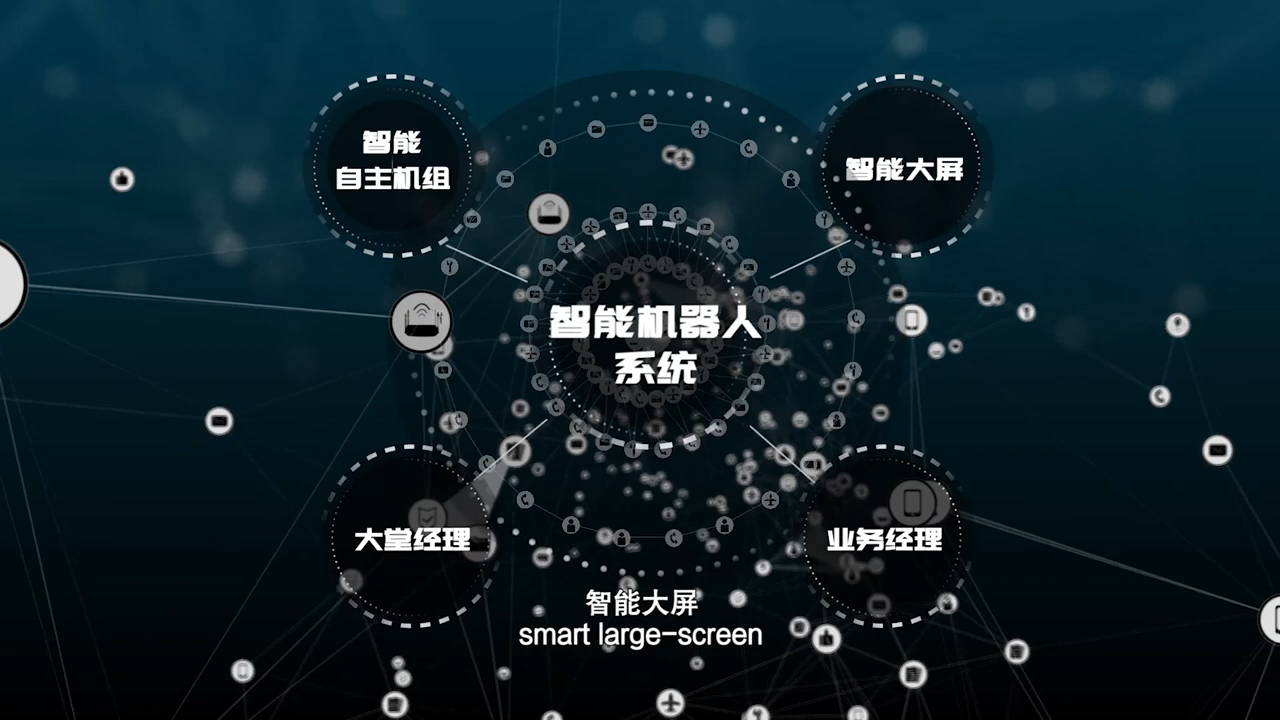 智能
自主机组
智能大屏
智能机器人
系统
大堂经理
业务经理
智能大屏
smart large-screen